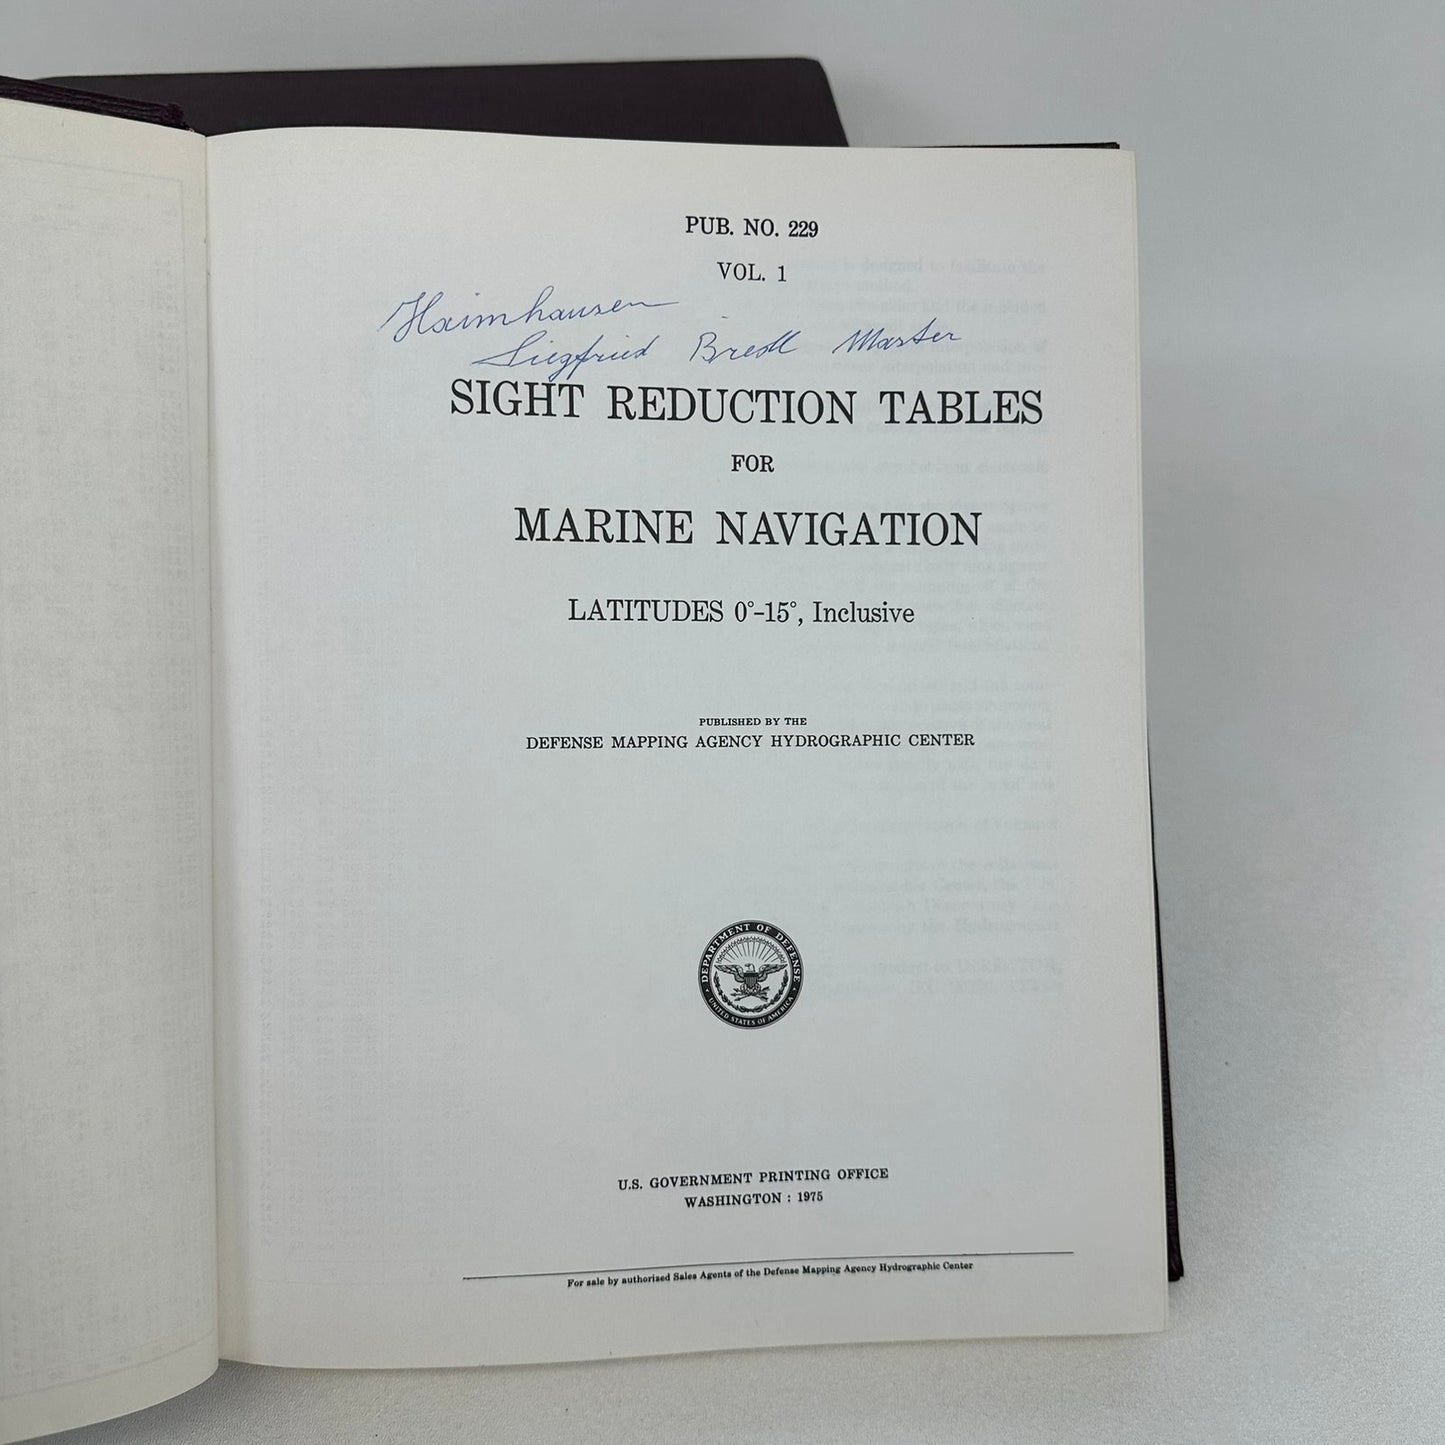 PUB. NO. 229
VOL. 1
Haimhausen
Siegfried Bredl Master
SIGHT REDUCTION TABLES
FOR
MARINE NAVIGATION
LATITUDES 0°–15°, Inclusive
PUBLISHED BY THE
DEFENSE MAPPING AGENCY HYDROGRAPHIC CENTER
DEPARTMENT OF DEFENSE
UNITED STATES OF AMERICA
U.S. GOVERNMENT PRINTING OFFICE
WASHINGTON : 1975
For sale by authorized Sales Agents of the Defense Mapping Agency Hydrographic Center